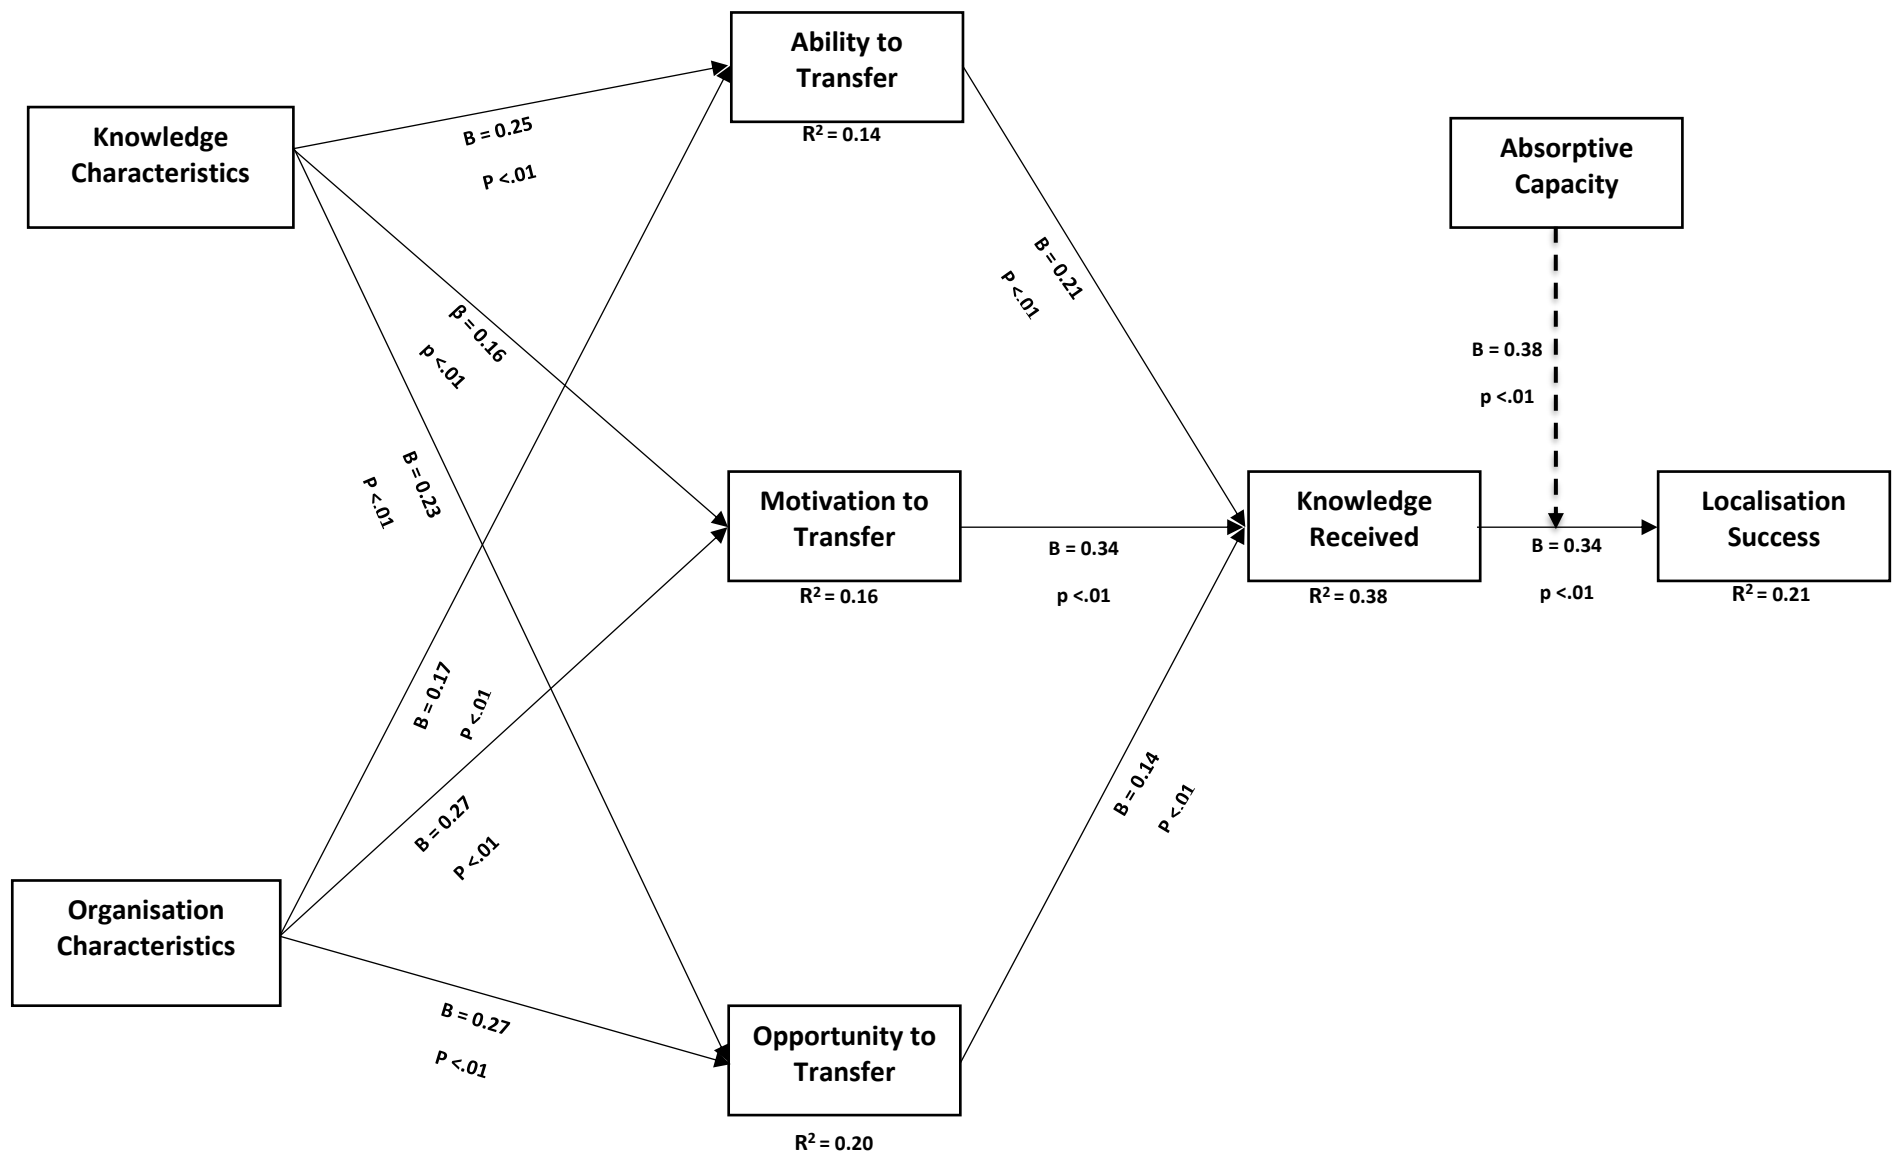 Ability to
Transfer
R² = 0.14
Knowledge
Characteristics
B = 0.25
P <.01
Absorptive
Capacity
B = 0.21
P <.01
β = 0.16
p <.01
B = 0.38
p <.01
B = 0.23
P <.01
Motivation to
Transfer
R² = 0.16
B = 0.34
p <.01
Knowledge
Received
R² = 0.38
B = 0.34
p <.01
Localisation
Success
R² = 0.21
B = 0.17
P <.01
B = 0.27
P <.01
B = 0.14
P <.01
Organisation
Characteristics
B = 0.27
P <.01
Opportunity to
Transfer
R² = 0.20